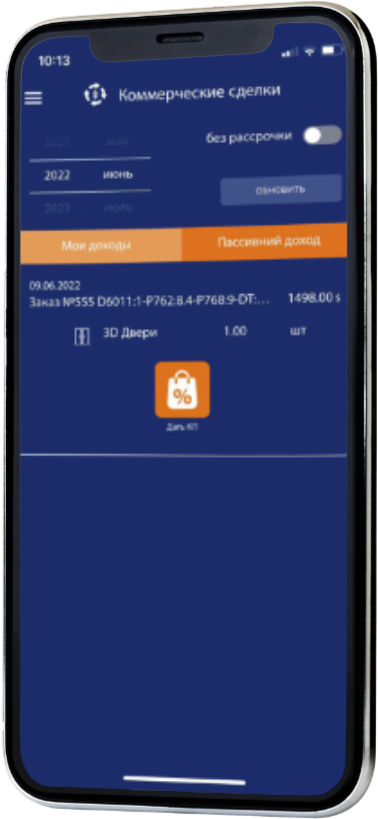 10:13
Коммерческие сделки
2021 май
без рассрочки
2022 июнь
ОБНОВИТЬ
2023 июль
Мои доходы
Пассивний доход
09.06.2022
Заказ №555 D6011:1-P762:8.4-P768:9-DT:... 1498.00 $
3D Двери 1.00 шт
%
Дать КП